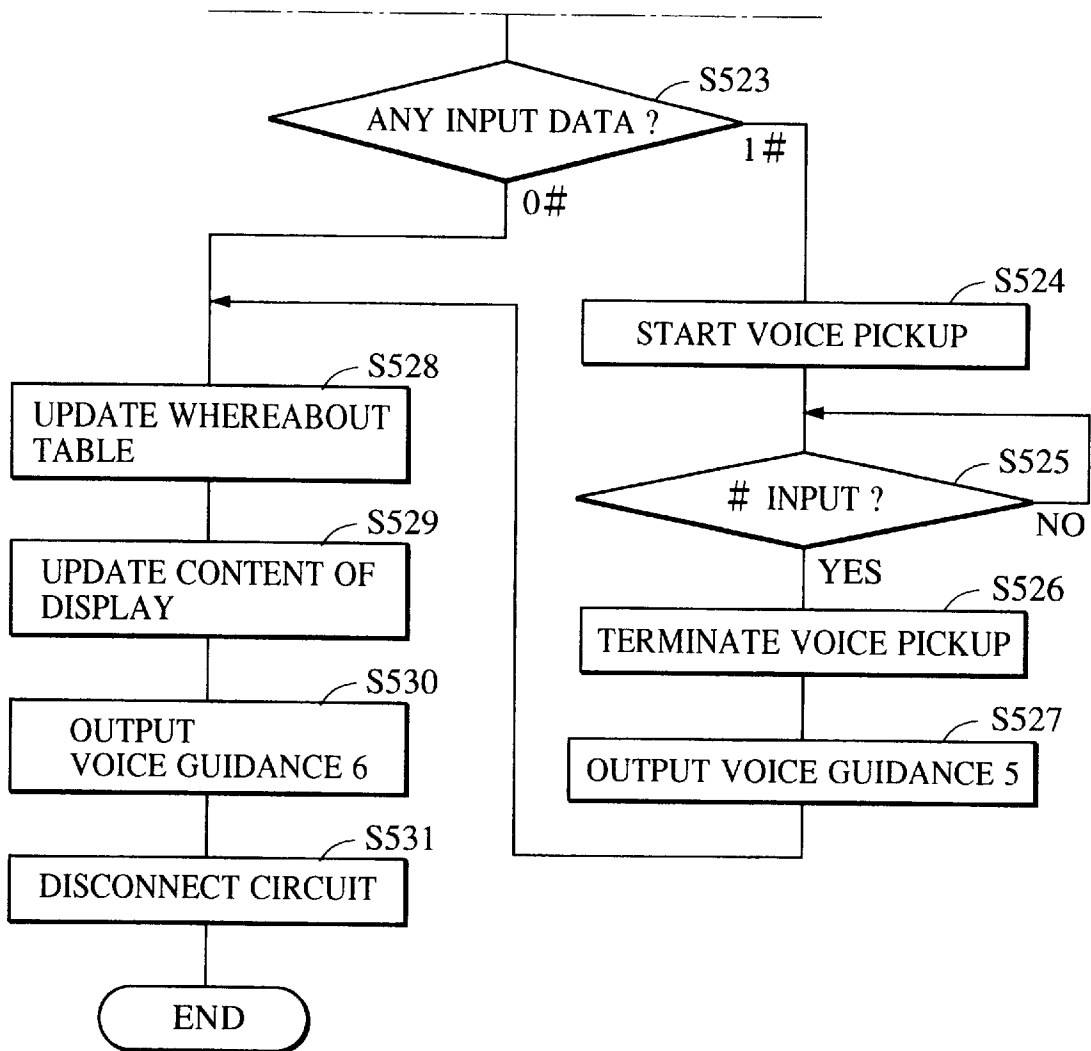 S523
ANY INPUT DATA ?
1#
0#
S524
START VOICE PICKUP
S525
# INPUT ?
NO
YES
S526
TERMINATE VOICE PICKUP
S527
OUTPUT VOICE GUIDANCE 5
S528
UPDATE WHEREABOUT
TABLE
S529
UPDATE CONTENT OF
DISPLAY
S530
OUTPUT
VOICE GUIDANCE 6
S531
DISCONNECT CIRCUIT
END